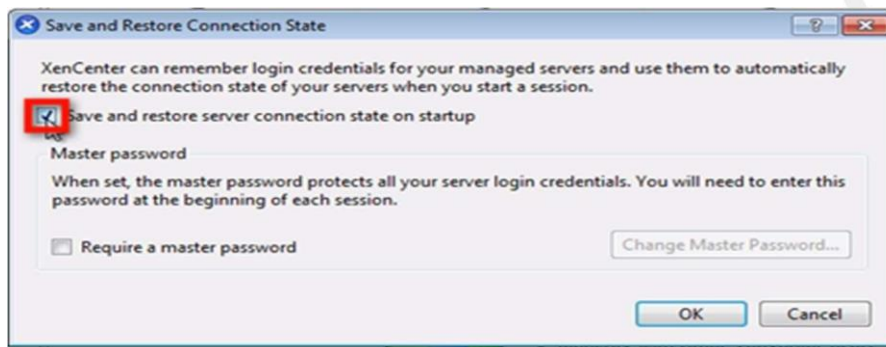 Save and Restore Connection State
XenCenter can remember login credentials for your managed servers and use them to automatically
restore the connection state of your servers when you start a session.
Save and restore server connection state on startup
Master password
When set, the master password protects all your server login credentials. You will need to enter this
password at the beginning of each session.
Require a master password
Change Master Password...
OK
Cancel